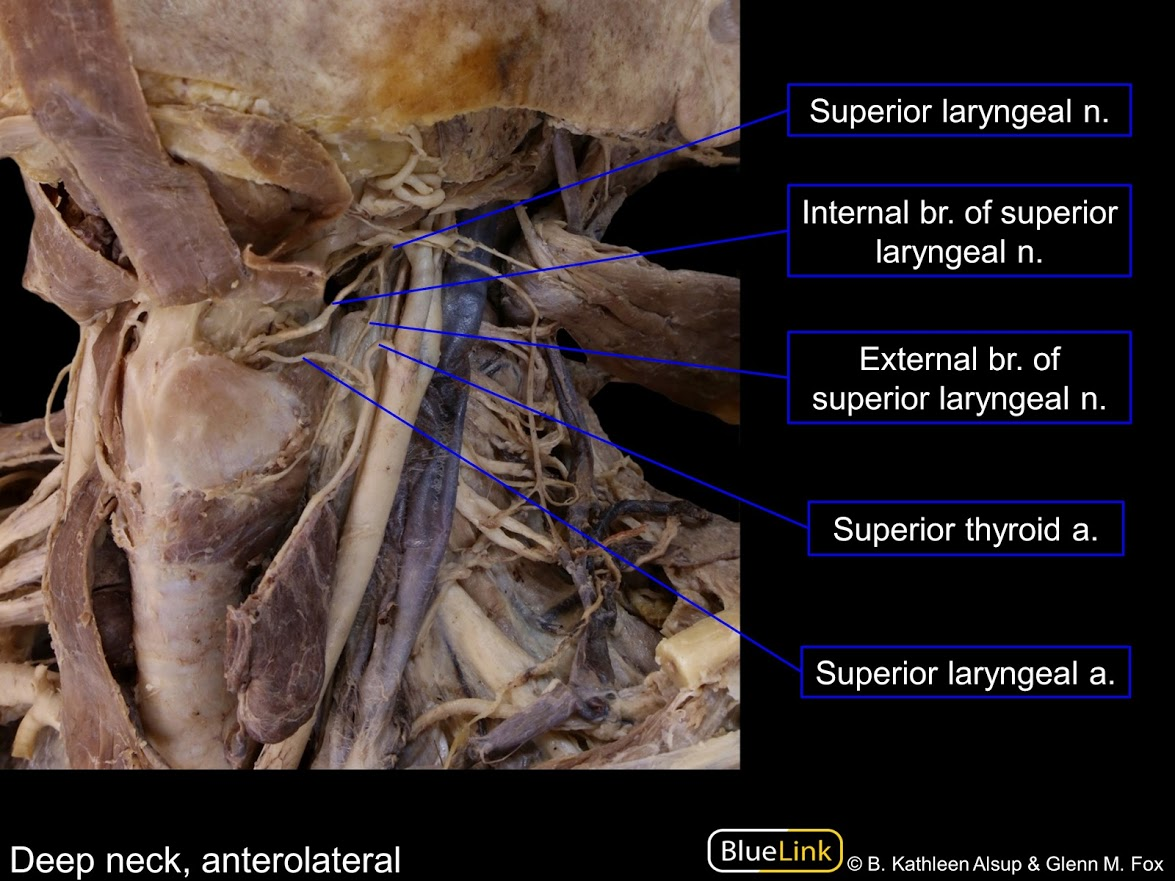 Superior laryngeal n.
Internal br. of superior
laryngeal n.
External br. of
superior laryngeal n.
Superior thyroid a.
Superior laryngeal a.
Deep neck, anterolateral
BlueLink
© B. Kathleen Alsup & Glenn M. Fox